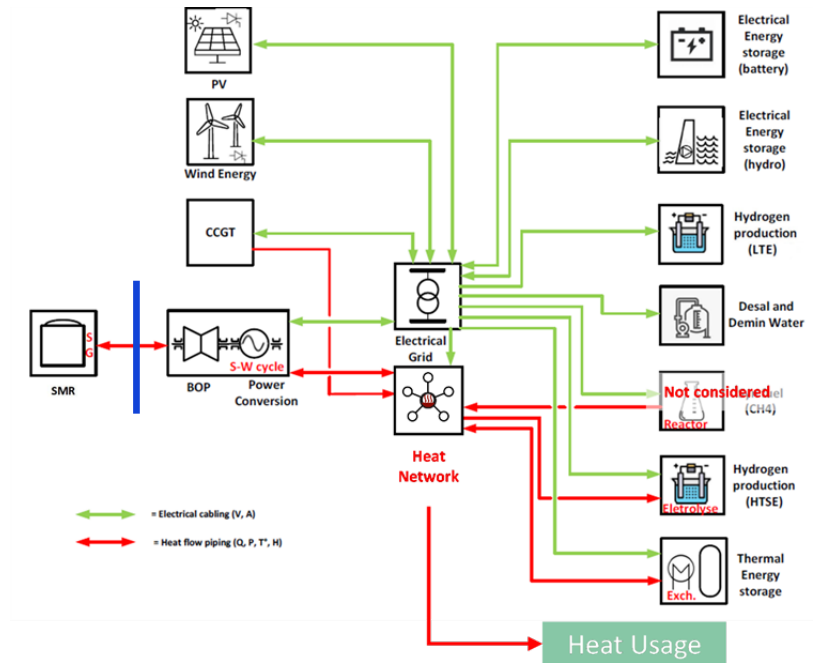 PV
Wind Energy
CCGT
SMR
S
G
BOP
S-W cycle
Power
Conversion
Electrical
Grid
Heat
Network
Electrical
Energy
storage
(battery)
Electrical
Energy
storage
(hydro)
Hydrogen
production
(LTE)
Desal and
Demin Water
Not considered
(CH4)
Reactor
Hydrogen
production
(HTSE)
Eletrolyse
Thermal
Energy
storage
Exch.
= Electrical cabling (V, A)
= Heat flow piping (Q, P, T°, H)
Heat Usage